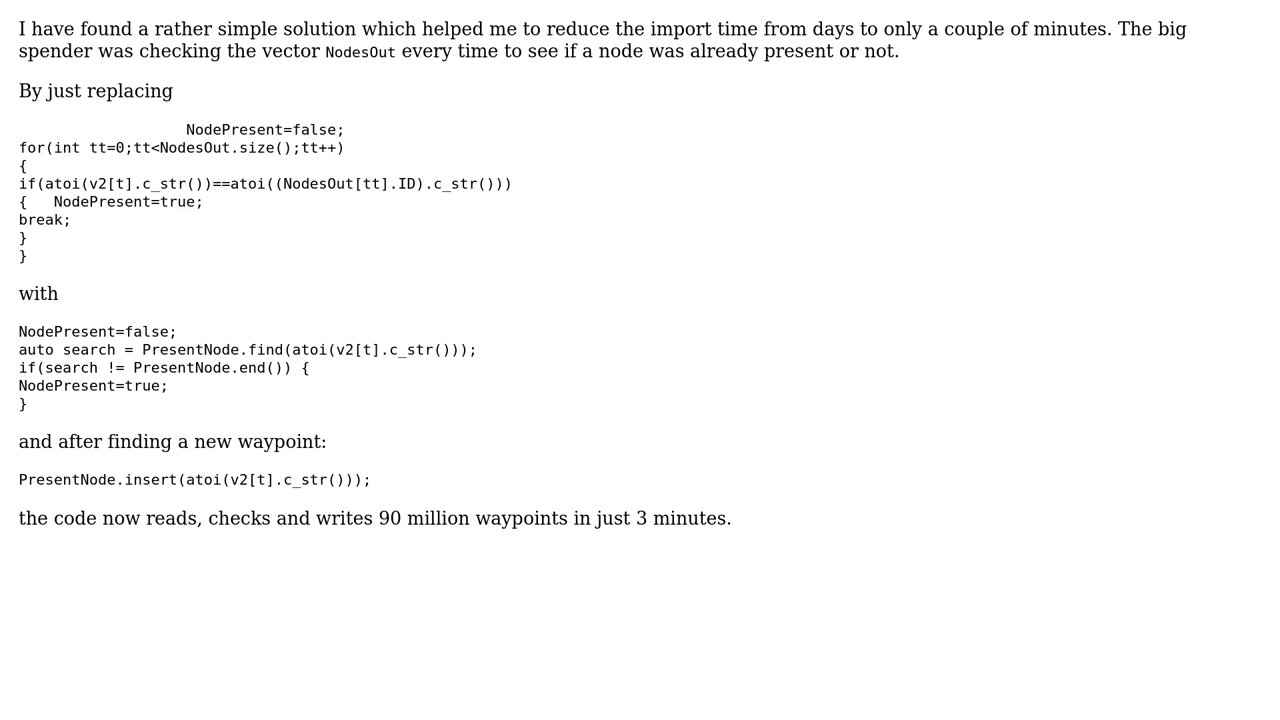 I have found a rather simple solution which helped me to reduce the import time from days to only a couple of minutes. The big
spender was checking the vector NodesOut every time to see if a node was already present or not.
By just replacing
NodePresent=false;
for(int tt=0;tt<NodesOut.size();tt++)
{
if(atoi(v2[t].c_str())==atoi((NodesOut[tt].ID).c_str()))
{   NodePresent=true;
break;
}
}
with
NodePresent=false;
auto search = PresentNode.find(atoi(v2[t].c_str()));
if(search != PresentNode.end()) {
NodePresent=true;
}
and after finding a new waypoint:
PresentNode.insert(atoi(v2[t].c_str()));
the code now reads, checks and writes 90 million waypoints in just 3 minutes.